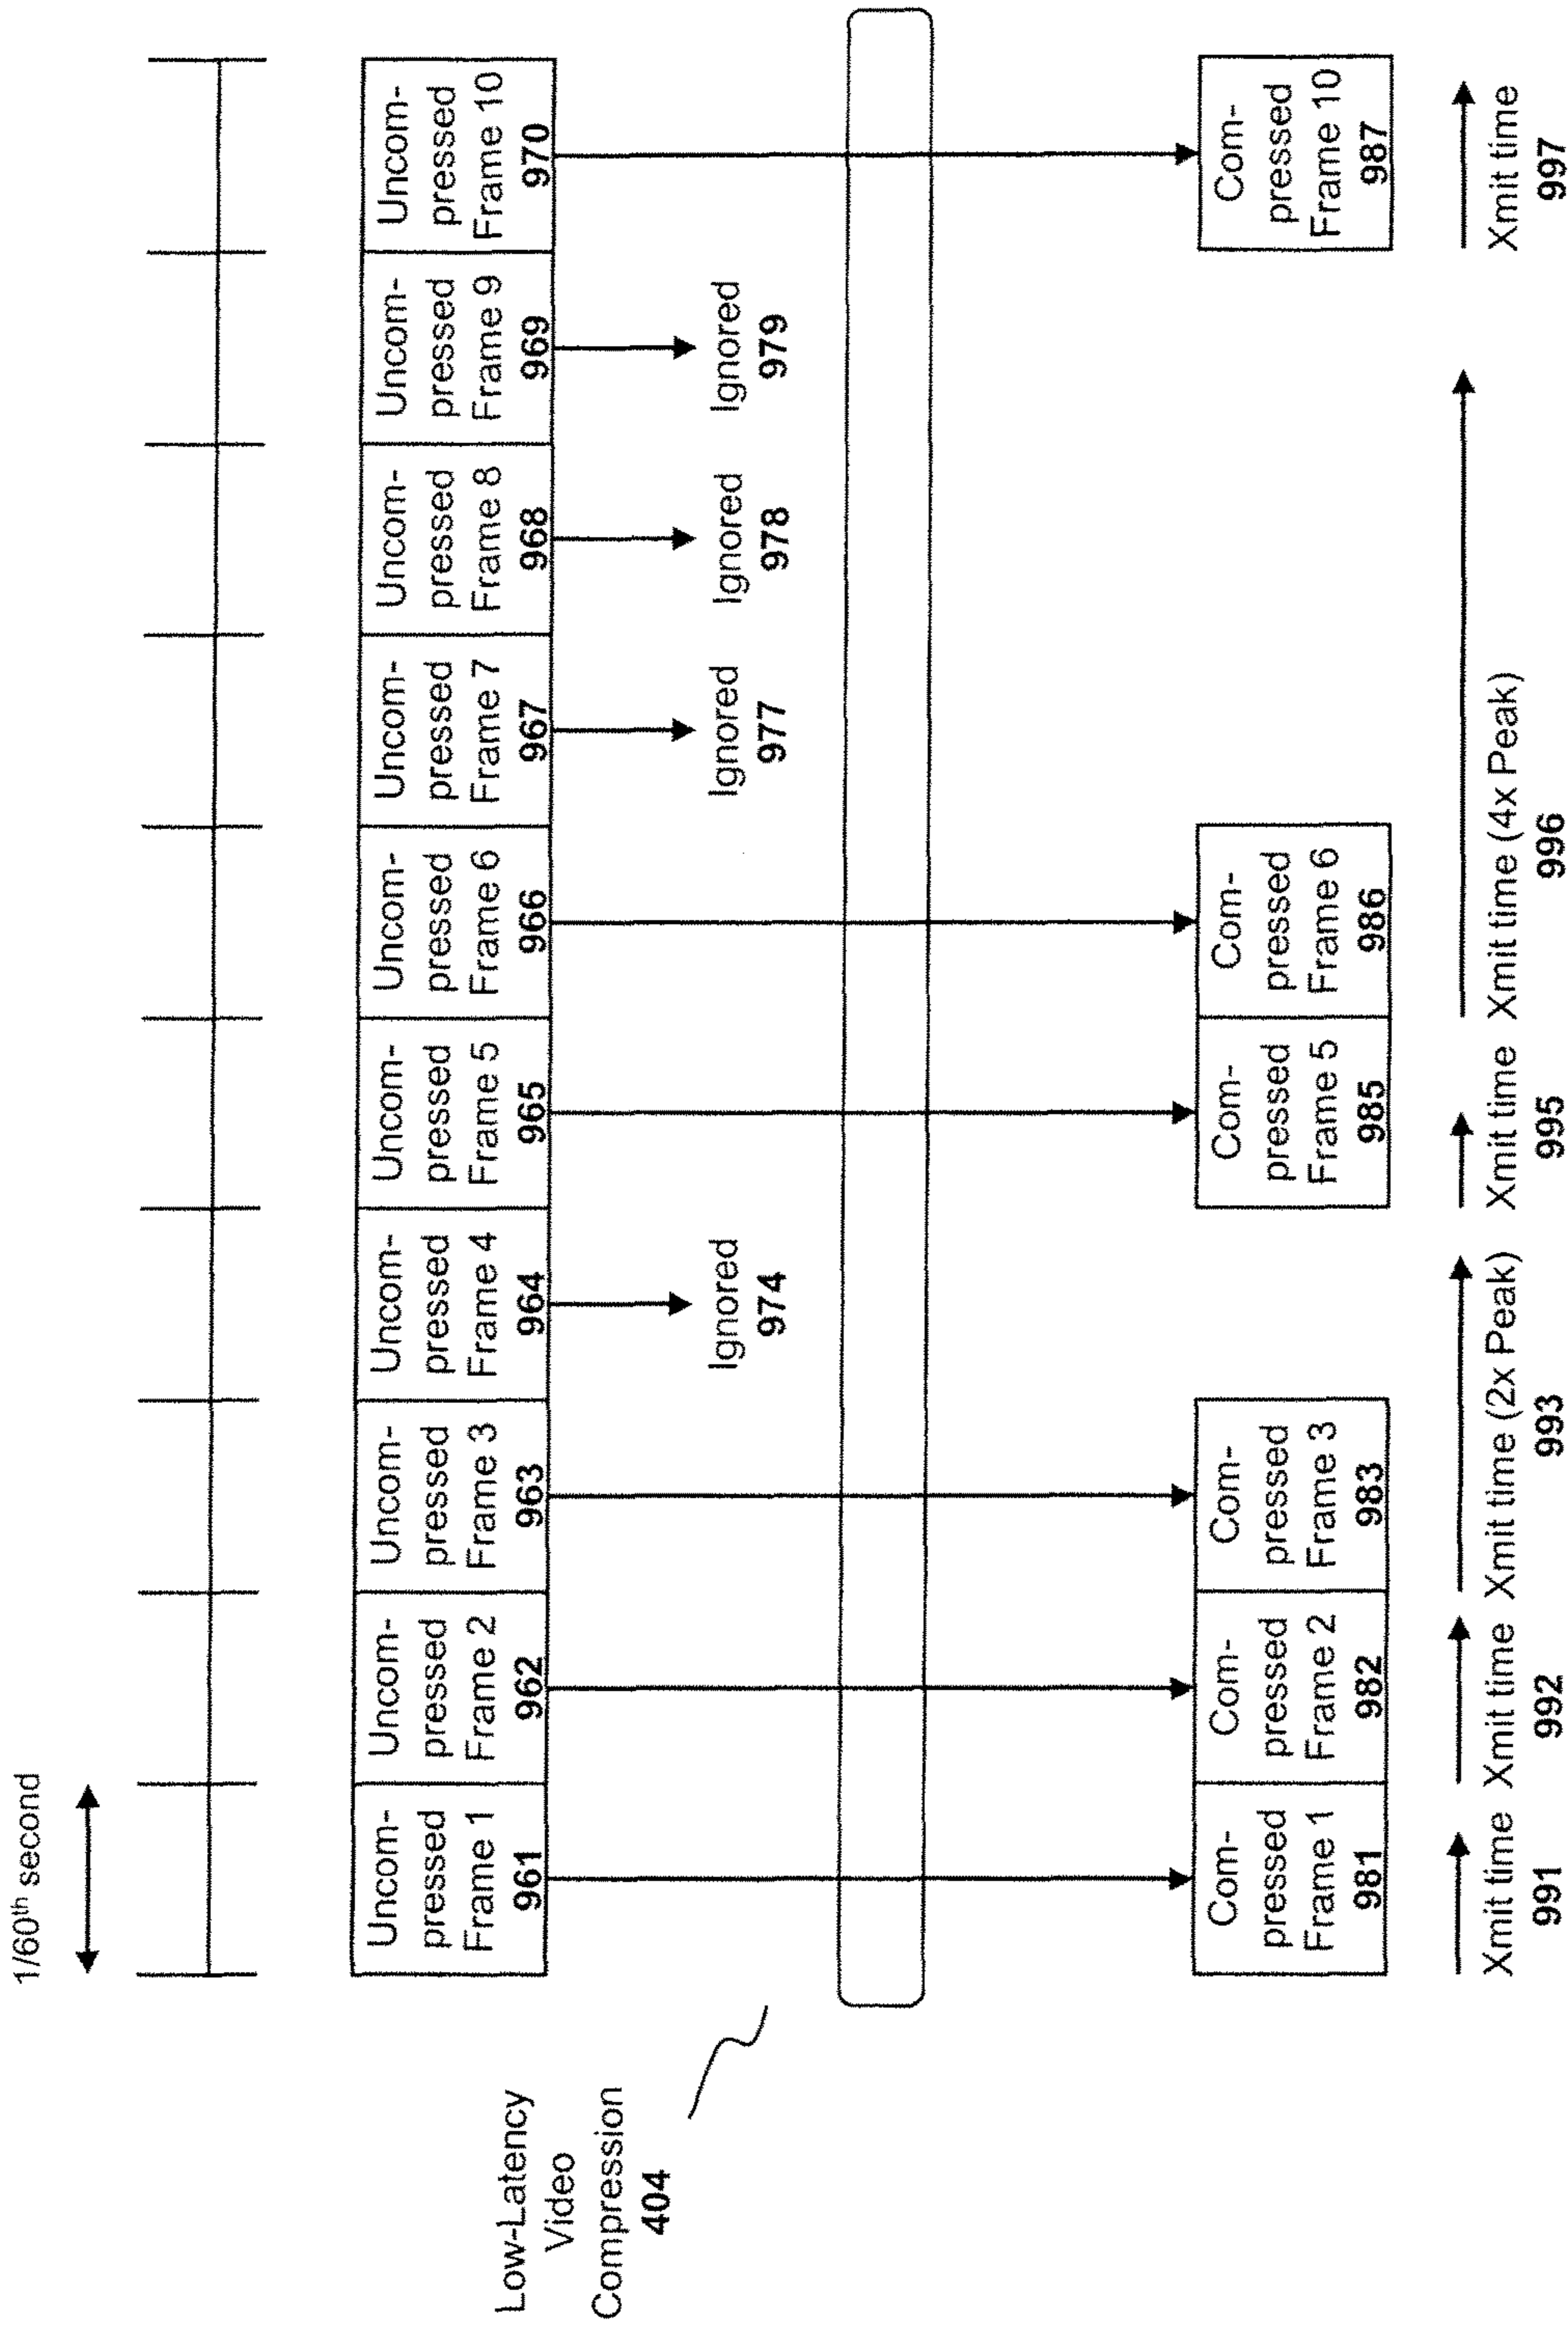 1/60th second
Uncom-
pressed
Frame 1
961
Uncom-
pressed
Frame 2
962
Uncom-
pressed
Frame 3
963
Uncom-
pressed
Frame 4
964
Uncom-
pressed
Frame 5
965
Uncom-
pressed
Frame 6
966
Uncom-
pressed
Frame 7
967
Uncom-
pressed
Frame 8
968
Uncom-
pressed
Frame 9
969
Uncom-
pressed
Frame 10
970
Low-Latency
Video
Compression
404
Ignored
974
Ignored
977
Ignored
978
Ignored
979
Com-
pressed
Frame 1
981
Com-
pressed
Frame 2
982
Com-
pressed
Frame 3
983
Com-
pressed
Frame 5
985
Com-
pressed
Frame 6
986
Com-
pressed
Frame 10
987
Xmit time
991
Xmit time
992
Xmit time (2x Peak)
993
Xmit time
995
Xmit time (4x Peak)
996
Xmit time
997